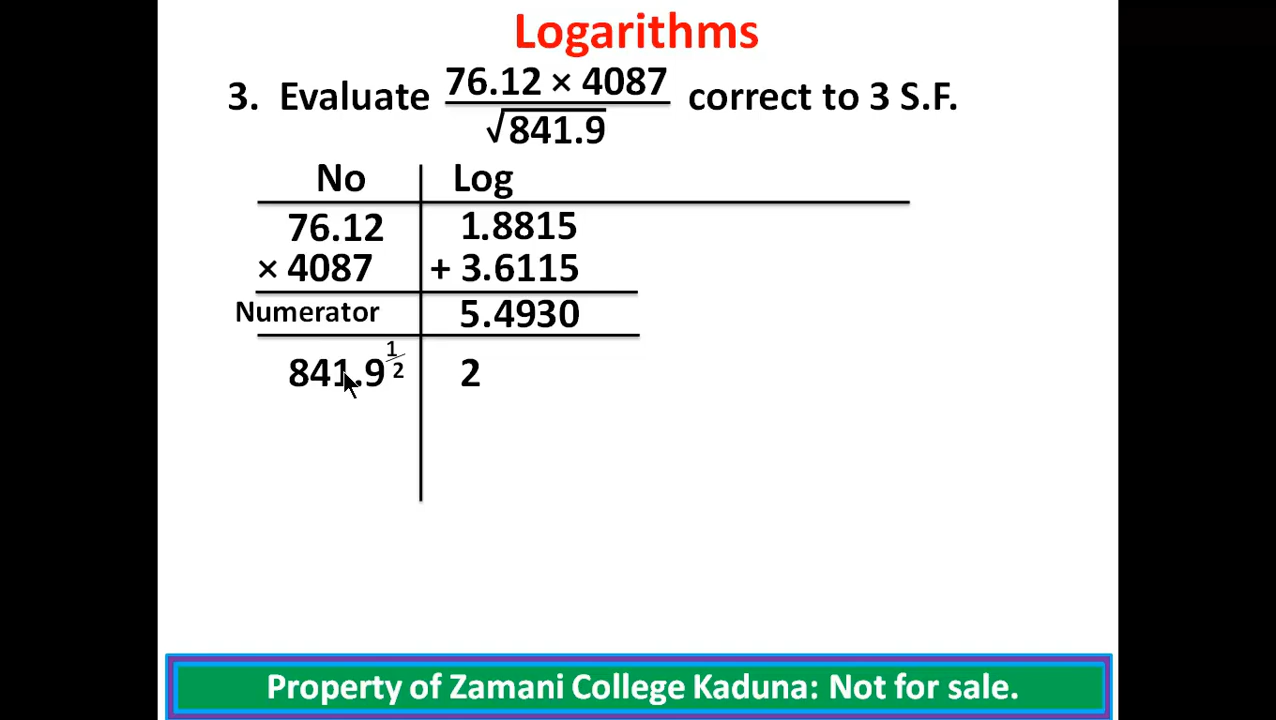 Logarithms
3. Evaluate 76.12 × 4087 / √841.9 correct to 3 S.F.
No Log
76.12 1.8815
× 4087 + 3.6115
Numerator 5.4930
841.9^1/2 2
Property of Zamani College Kaduna: Not for sale.